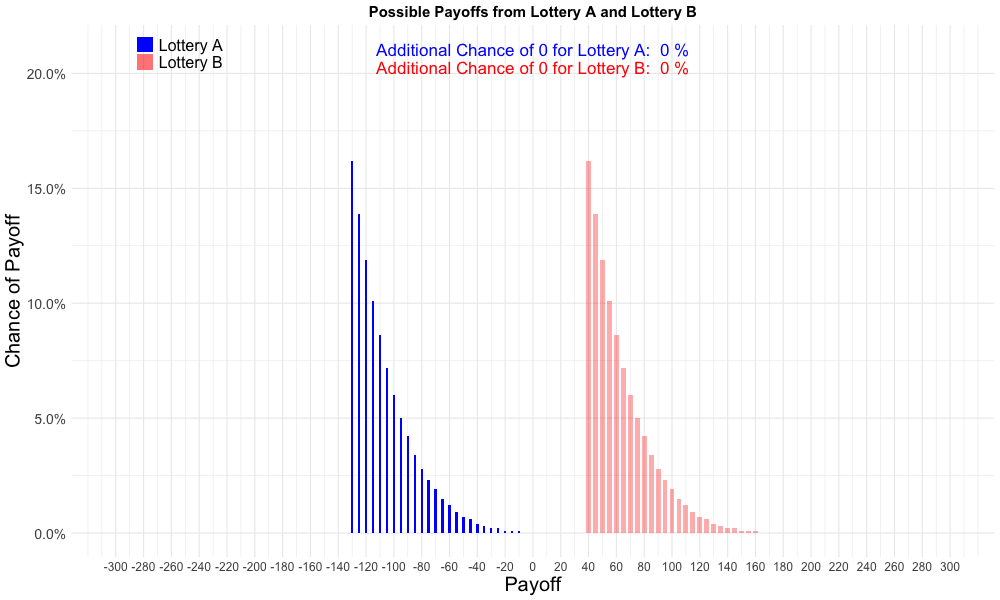 Possible Payoffs from Lottery A and Lottery B
Lottery A
Lottery B
Additional Chance of 0 for Lottery A:  0 %
Additional Chance of 0 for Lottery B:  0 %
Chance of Payoff
20.0%
15.0%
10.0%
5.0%
0.0%
-300 -280 -260 -240 -220 -200 -180 -160 -140 -120 -100 -80 -60 -40 -20 0 20 40 60 80 100 120 140 160 180 200 220 240 260 280 300
Payoff